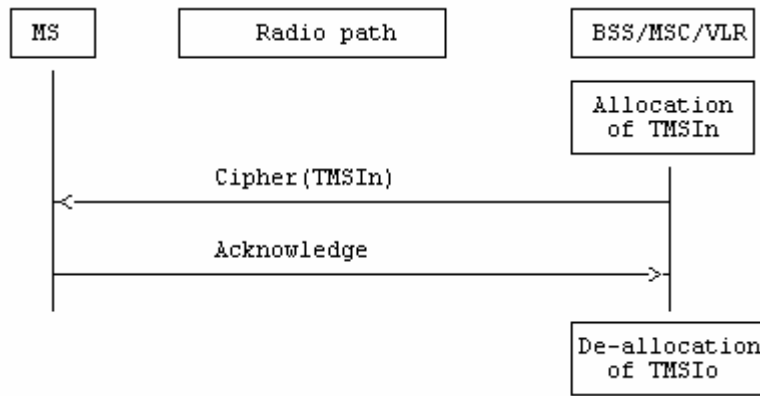 MS
Radio path
BSS/MSC/VLR
Allocation
of TMSIn
Cipher(TMSIn)
Acknowledge
De-allocation
of TMSIo